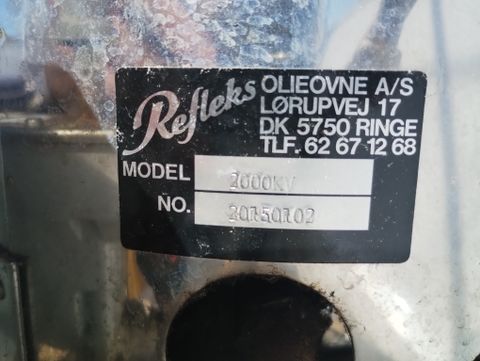 Refleks
OLIEOVNE A/S
LØRUPVEJ 17
DK 5750 RINGE
TLF. 62 67 12 68
MODEL 2000KV
NO. 20150102